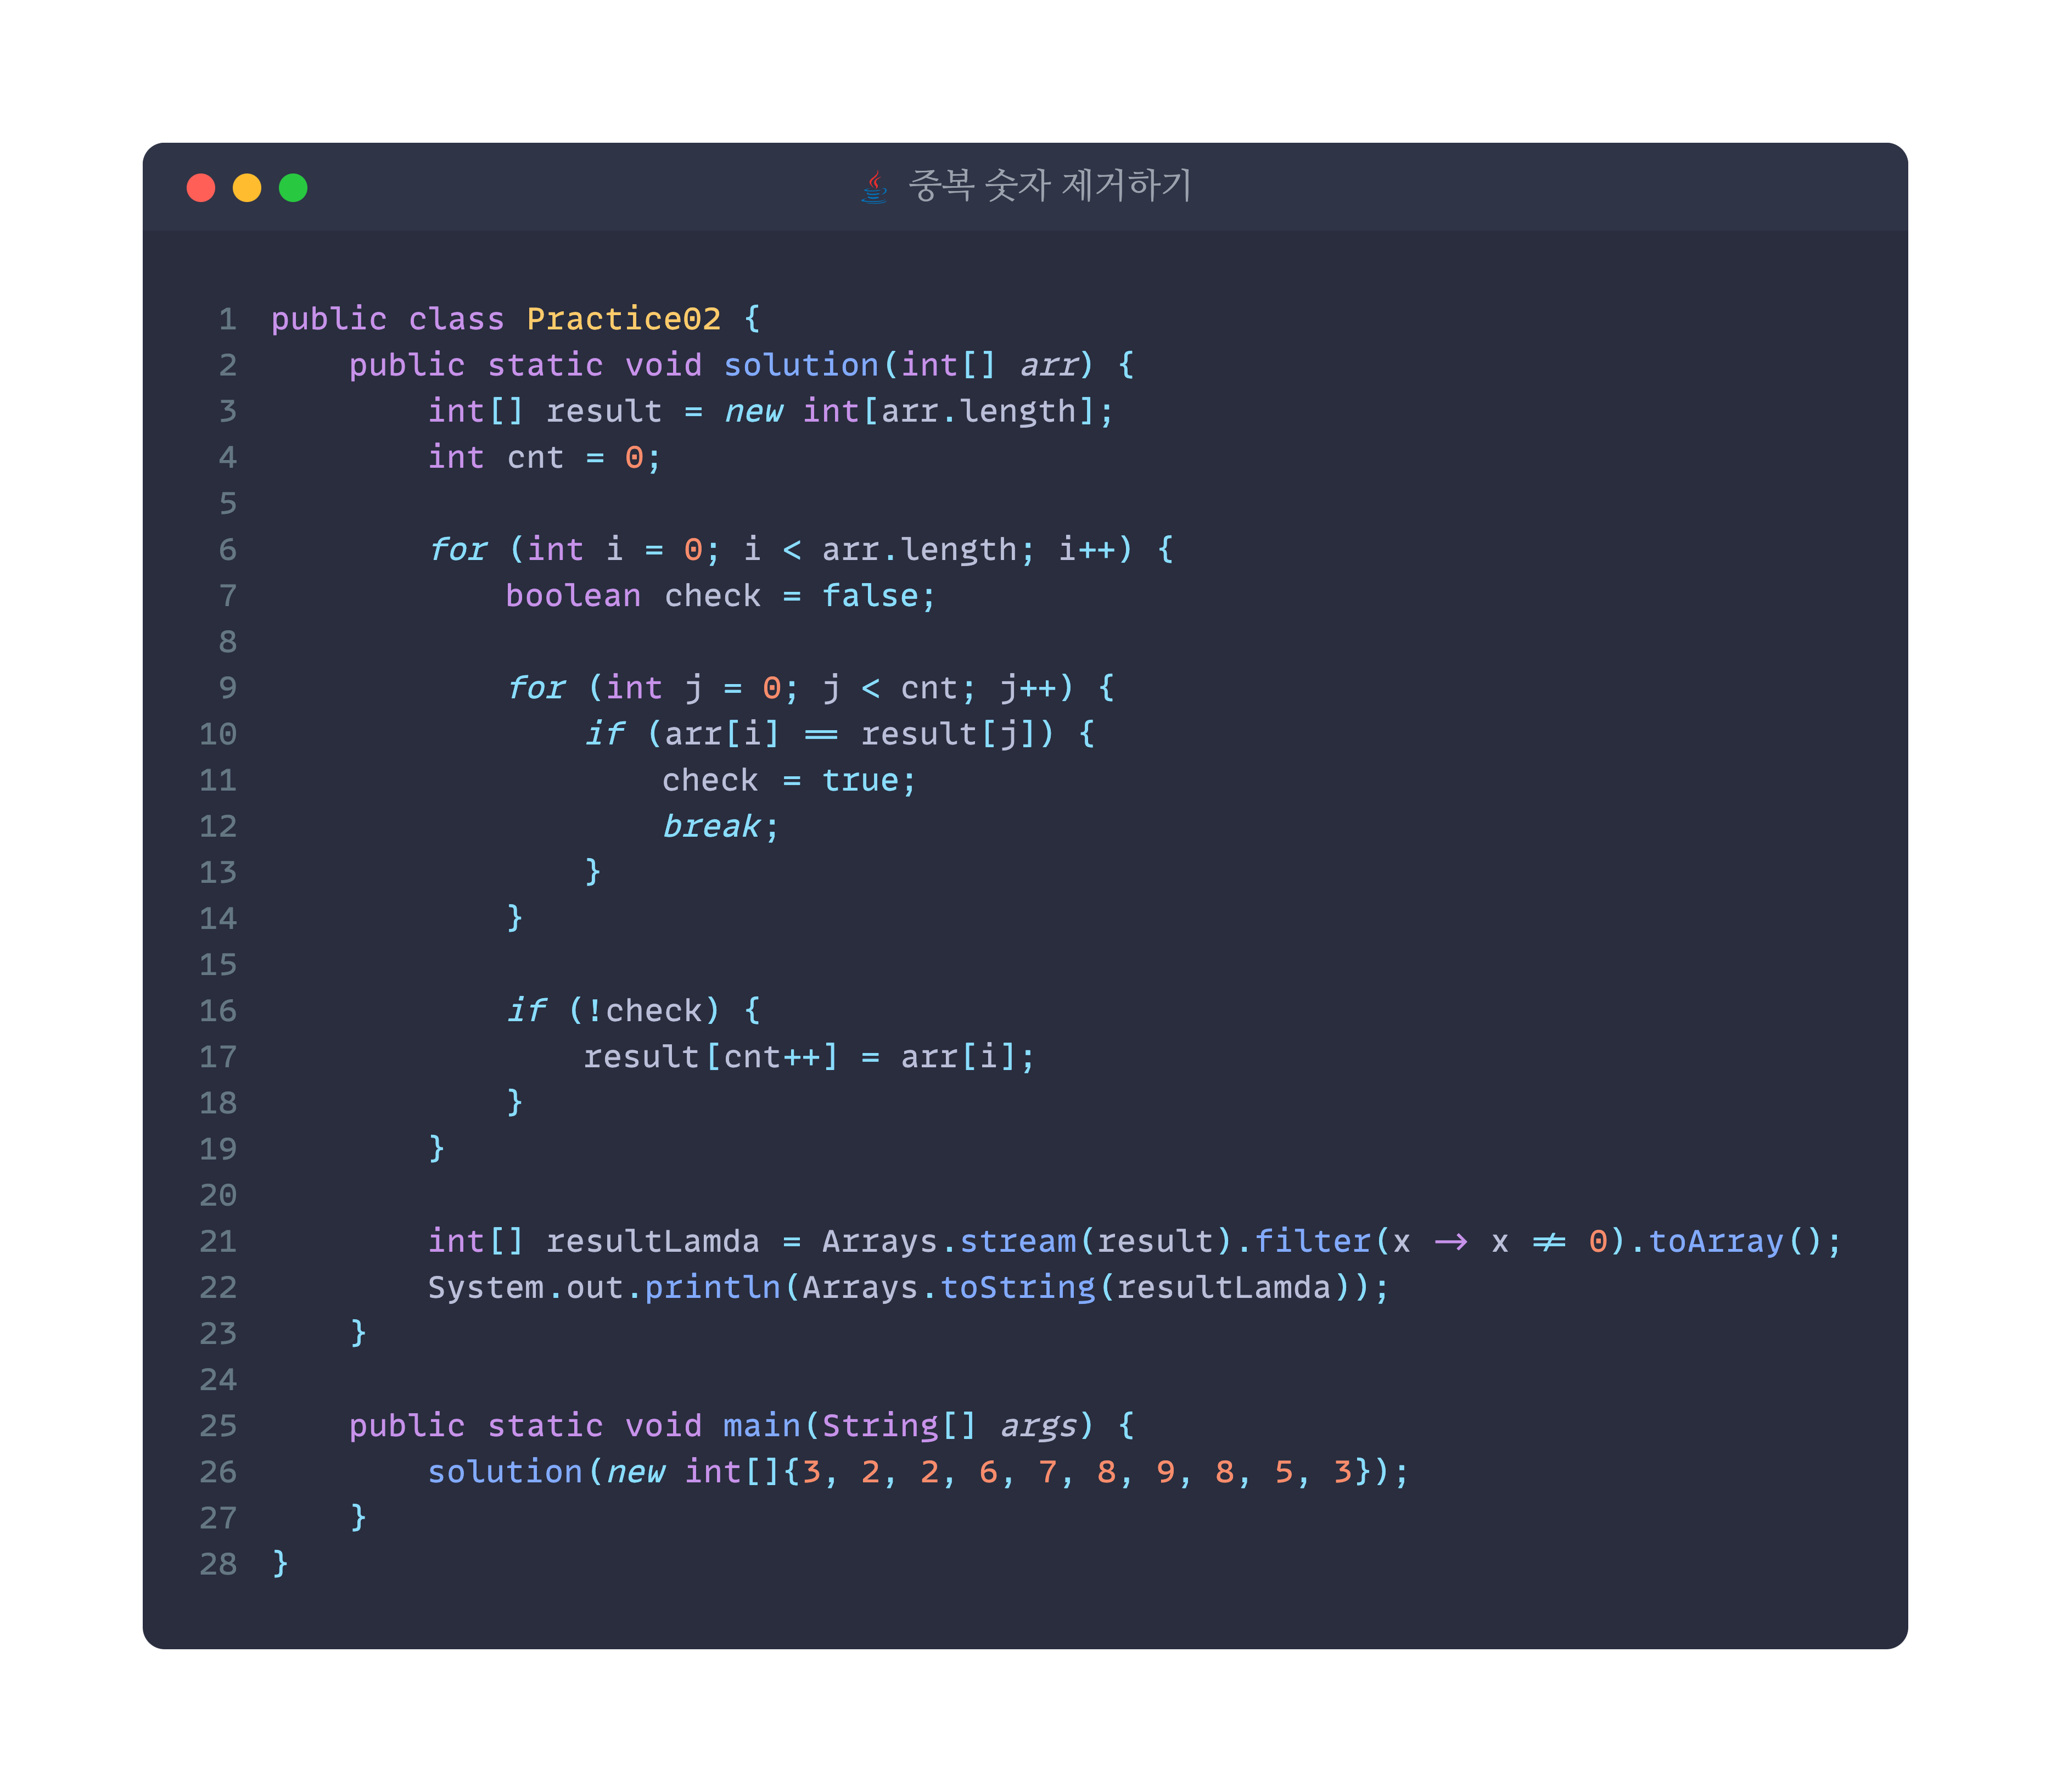 중복 숫자 제거하기
1 public class Practice02 {
2     public static void solution(int[] arr) {
3         int[] result = new int[arr.length];
4         int cnt = 0;
5
6         for (int i = 0; i < arr.length; i++) {
7             boolean check = false;
8
9             for (int j = 0; j < cnt; j++) {
10                 if (arr[i] == result[j]) {
11                     check = true;
12                     break;
13                 }
14             }
15
16             if (!check) {
17                 result[cnt++] = arr[i];
18             }
19         }
20
21         int[] resultLamda = Arrays.stream(result).filter(x -> x != 0).toArray();
22         System.out.println(Arrays.toString(resultLamda));
23     }
24
25     public static void main(String[] args) {
26         solution(new int[]{3, 2, 2, 6, 7, 8, 9, 8, 5, 3});
27     }
28 }